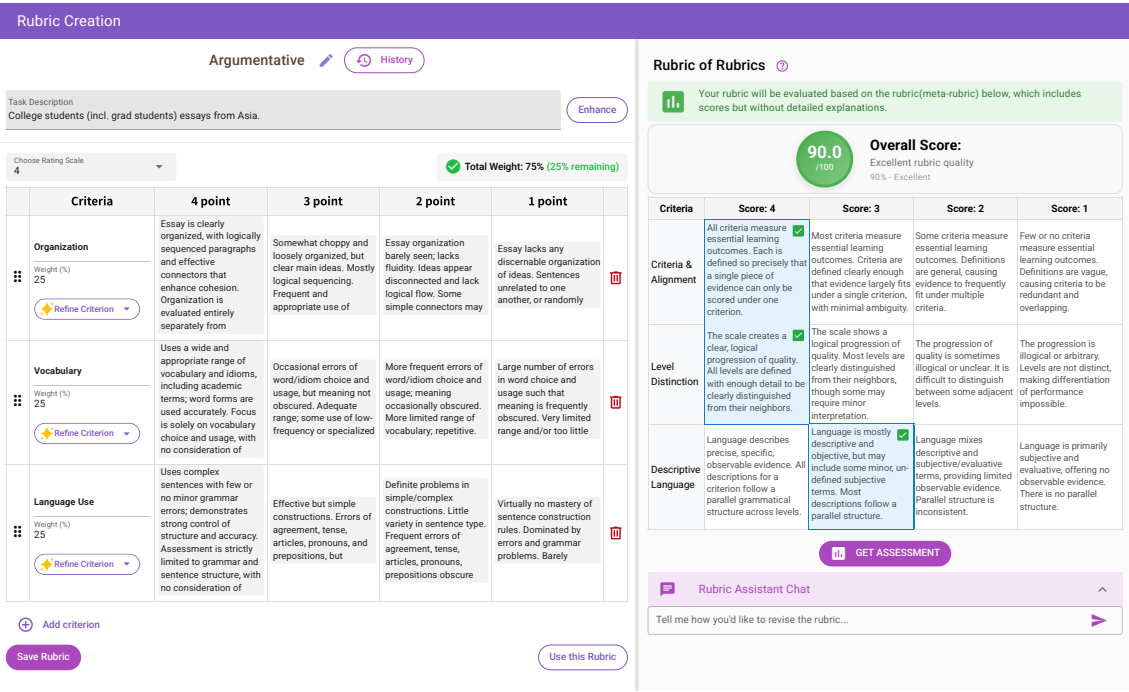 Rubric Creation
Argumentative
History
Task Description
College students (incl. grad students) essays from Asia.
Enhance
Choose Rating Scale
4
Total Weight: 75% (25% remaining)
Criteria
4 point
3 point
2 point
1 point
Organization
Weight (%)
25
Refine Criterion
Essay is clearly
organized, with logically
sequenced paragraphs
and effective
connectors that
enhance cohesion.
Organization is
evaluated entirely
separately from
Somewhat choppy and
loosely organized, but
clear main ideas. Mostly
logical sequencing.
Frequent and
appropriate use of
Essay organization
barely seen; lacks
fluidity. Ideas appear
disconnected and lack
logical flow. Some
simple connectors may
Essay lacks any
discernable organization
of ideas. Sentences
unrelated to one
another, or randomly
Vocabulary
Weight (%)
25
Refine Criterion
Uses a wide and
appropriate range of
vocabulary and idioms,
including academic
terms; word forms are
used accurately. Focus
is solely on vocabulary
choice and usage, with
no consideration of
Occasional errors of
word/idiom choice and
usage, but meaning not
obscured. Adequate
range; some use of low-
frequency or specialized
More frequent errors of
word/idiom choice and
usage; meaning
occasionally obscured.
More limited range of
vocabulary; repetitive.
Large number of errors
in word choice and
usage such that
meaning is frequently
obscured. Very limited
range and/or too little
Language Use
Weight (%)
25
Refine Criterion
Uses complex
sentences with few or
no minor grammar
errors; demonstrates
strong control of
structure and accuracy.
Assessment is strictly
limited to grammar and
sentence structure, with
no consideration of
Effective but simple
constructions. Errors of
agreement, tense,
articles, pronouns, and
prepositions, but
Definite problems in
simple/complex
constructions. Little
variety in sentence type.
Frequent errors of
agreement, tense,
articles, pronouns,
prepositions obscure
Virtually no mastery of
sentence construction
rules. Dominated by
errors and grammar
problems. Barely
Add criterion
Save Rubric
Use this Rubric
Rubric of Rubrics
Your rubric will be evaluated based on the rubric(meta-rubric) below, which includes
scores but without detailed explanations.
90.0
/100
Overall Score:
Excellent rubric quality
90% - Excellent
Criteria
Score: 4
Score: 3
Score: 2
Score: 1
Criteria &
Alignment
All criteria measure
essential learning
outcomes. Each is
defined so precisely that
a single piece of
evidence can only be
scored under one
criterion.
Most criteria measure
essential learning
outcomes. Criteria are
defined clearly enough
that evidence largely fits
under a single criterion,
with minimal ambiguity.
Some criteria measure
essential learning
outcomes. Definitions
are general, causing
evidence to frequently
fit under multiple
criteria.
Few or no criteria
measure essential
learning outcomes.
Definitions are vague,
causing criteria to be
redundant and
overlapping.
Level
Distinction
The scale creates a
clear, logical
progression of quality.
All levels are defined
with enough detail to be
clearly distinguished
from their neighbors.
The scale shows a
logical progression of
quality. Most levels are
clearly distinguished
from their neighbors,
though some may
require minor
interpretation.
The progression of
quality is sometimes
illogical or unclear. It is
difficult to distinguish
between some adjacent
levels.
The progression is
illogical or arbitrary.
Levels are not distinct,
making differentiation
of performance
impossible.
Descriptive
Language
Language describes
precise, specific,
observable evidence. All
descriptions for a
criterion follow a
parallel grammatical
structure across levels.
Language is mostly
descriptive and
objective, but may
include some minor, un-
defined subjective
terms. Most
descriptions follow a
parallel structure.
Language mixes
descriptive and
subjective/evaluative
terms, providing limited
observable evidence.
Parallel structure is
inconsistent.
Language is primarily
subjective and
evaluative, offering no
observable evidence.
There is no parallel
structure.
GET ASSESSMENT
Rubric Assistant Chat
Tell me how you'd like to revise the rubric...